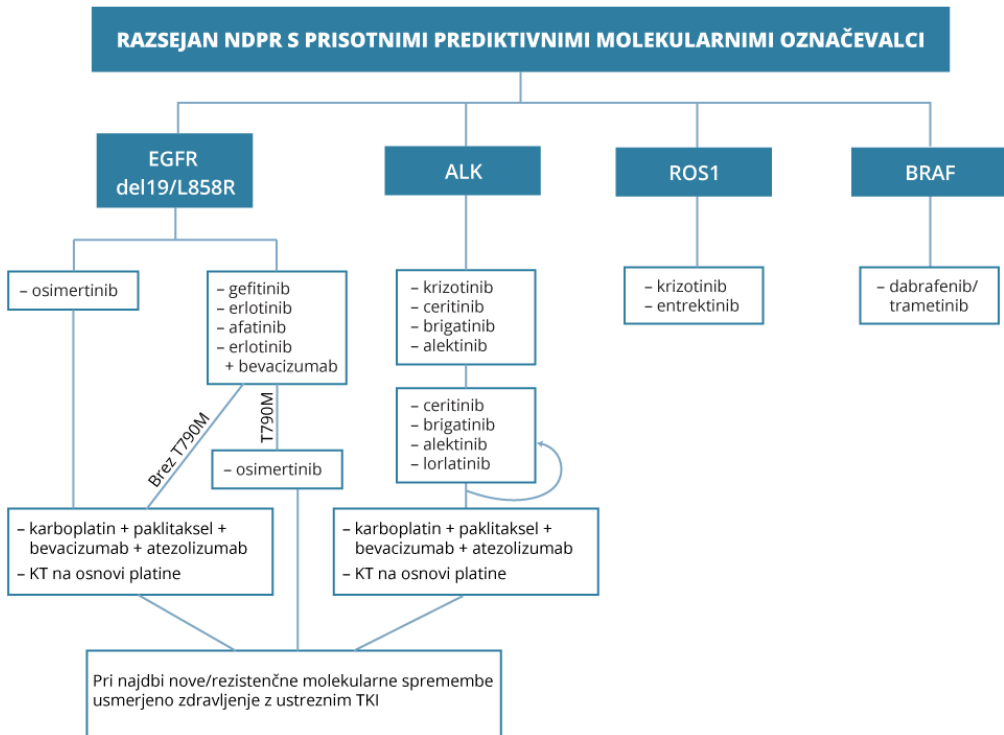 RAZSEJAN NDPR S PRISOTNIMI PREDIKTIVNIMI MOLEKULARNIMI OZNAČEVALCI
EGFR
del19/L858R
ALK
ROS1
BRAF
– osimertinib
– gefitinib
– erlotinib
– afatinib
– erlotinib
+ bevacizumab
– krizotinib
– ceritinib
– brigatinib
– alektinib
– krizotinib
– entrektinib
– dabrafenib/
trametinib
Brez T790M
T790M
– osimertinib
– ceritinib
– brigatinib
– alektinib
– lorlatinib
– karboplatin + paklitaksel +
bevacizumab + atezolizumab
– KT na osnovi platine
– karboplatin + paklitaksel +
bevacizumab + atezolizumab
– KT na osnovi platine
Pri najdbi nove/rezistenčne molekularne spremembe
usmerjeno zdravljenje z ustreznim TKI